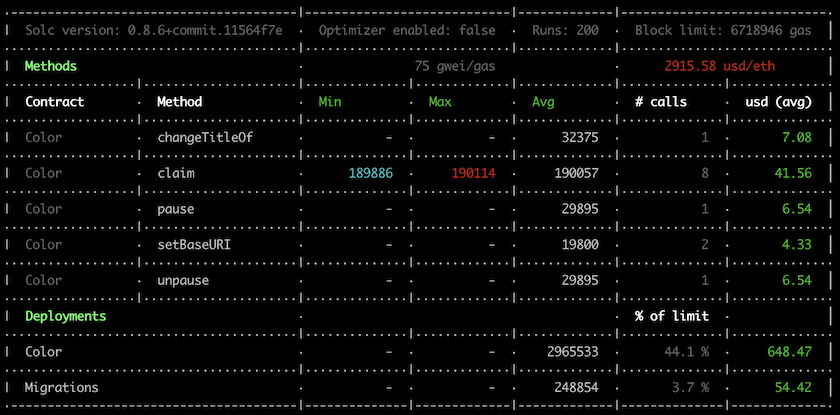 Solc version: 0.8.6+commit.11564f7e · Optimizer enabled: false · Runs: 200 · Block limit: 6718946 gas
Methods · 75 gwei/gas · 2915.58 usd/eth
Contract · Method · Min · Max · Avg · # calls · usd (avg)
Color · changeTitleOf · - · - · 32375 · 1 · 7.08
Color · claim · 189886 · 190114 · 190057 · 8 · 41.56
Color · pause · - · - · 29895 · 1 · 6.54
Color · setBaseURI · - · - · 19800 · 2 · 4.33
Color · unpause · - · - · 29895 · 1 · 6.54
Deployments · % of limit ·
Color · - · - · 2965533 · 44.1 % · 648.47
Migrations · - · - · 248854 · 3.7 % · 54.42